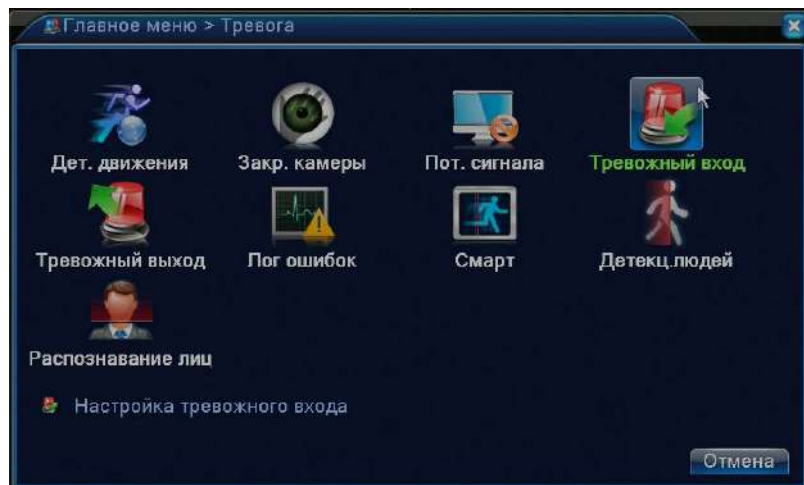 Главное меню > Тревога
Дет. движения Закр. камеры Пот. сигнала Тревожный вход
Тревожный выход Лог ошибок Смарт Детекц.людей
Распознавание лиц
Настройка тревожного входа
Отмена